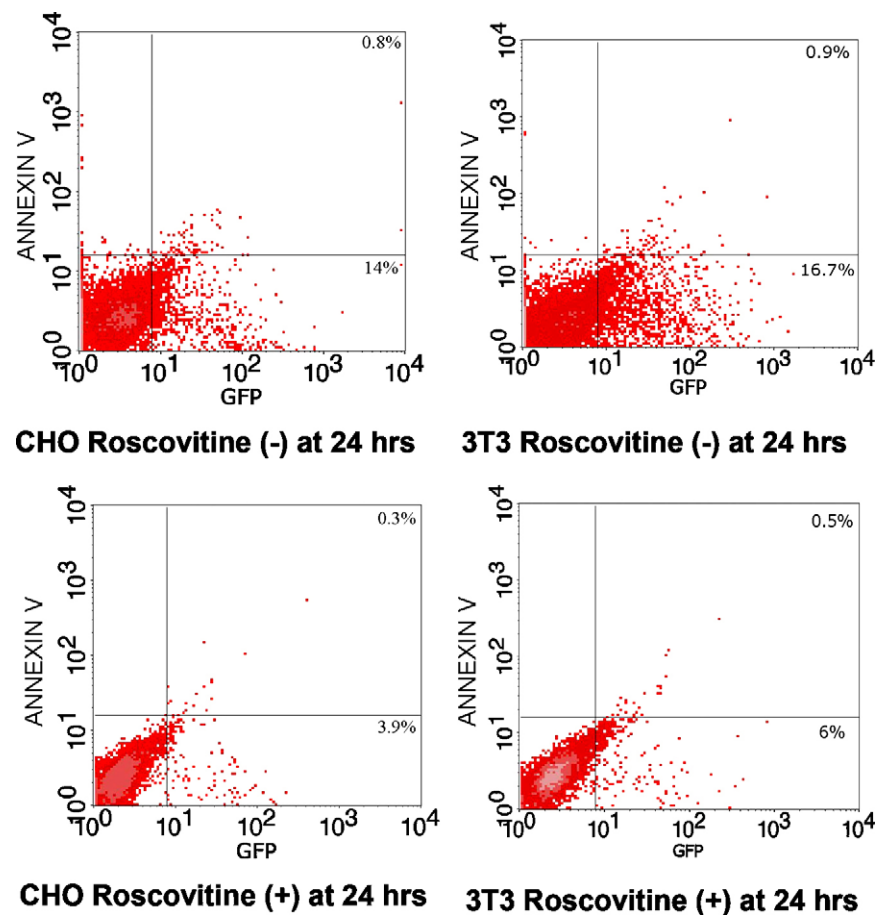 10⁴
0.8%
10³
ANNEXIN V
10²
10¹
14%
10⁰
10⁰ 10¹ 10² 10³ 10⁴
GFP
CHO Roscovitine (-) at 24 hrs
10⁴
0.9%
10³
ANNEXIN V
10²
10¹
16.7%
10⁰
10⁰ 10¹ 10² 10³ 10⁴
GFP
3T3 Roscovitine (-) at 24 hrs
10⁴
0.3%
10³
ANNEXIN V
10²
10¹
3.9%
10⁰
10⁰ 10¹ 10² 10³ 10⁴
GFP
CHO Roscovitine (+) at 24 hrs
10⁴
0.5%
10³
ANNEXIN V
10²
10¹
6%
10⁰
10⁰ 10¹ 10² 10³ 10⁴
GFP
3T3 Roscovitine (+) at 24 hrs